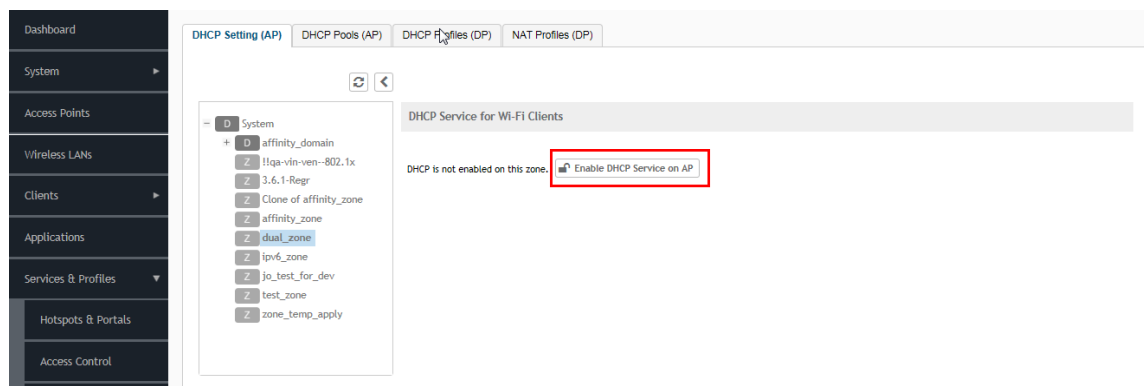 Dashboard
System
Access Points
Wireless LANs
Clients
Applications
Services & Profiles
Hotspots & Portals
Access Control
DHCP Setting (AP)
DHCP Pools (AP)
DHCP Profiles (DP)
NAT Profiles (DP)
D System
D affinity_domain
Z !!qa-vin-ven--802.1x
Z 3.6.1-Regr
Z Clone of affinity_zone
Z affinity_zone
Z dual_zone
Z ipv6_zone
Z jo_test_for_dev
Z test_zone
Z zone_temp_apply
DHCP Service for Wi-Fi Clients
DHCP is not enabled on this zone. Enable DHCP Service on AP